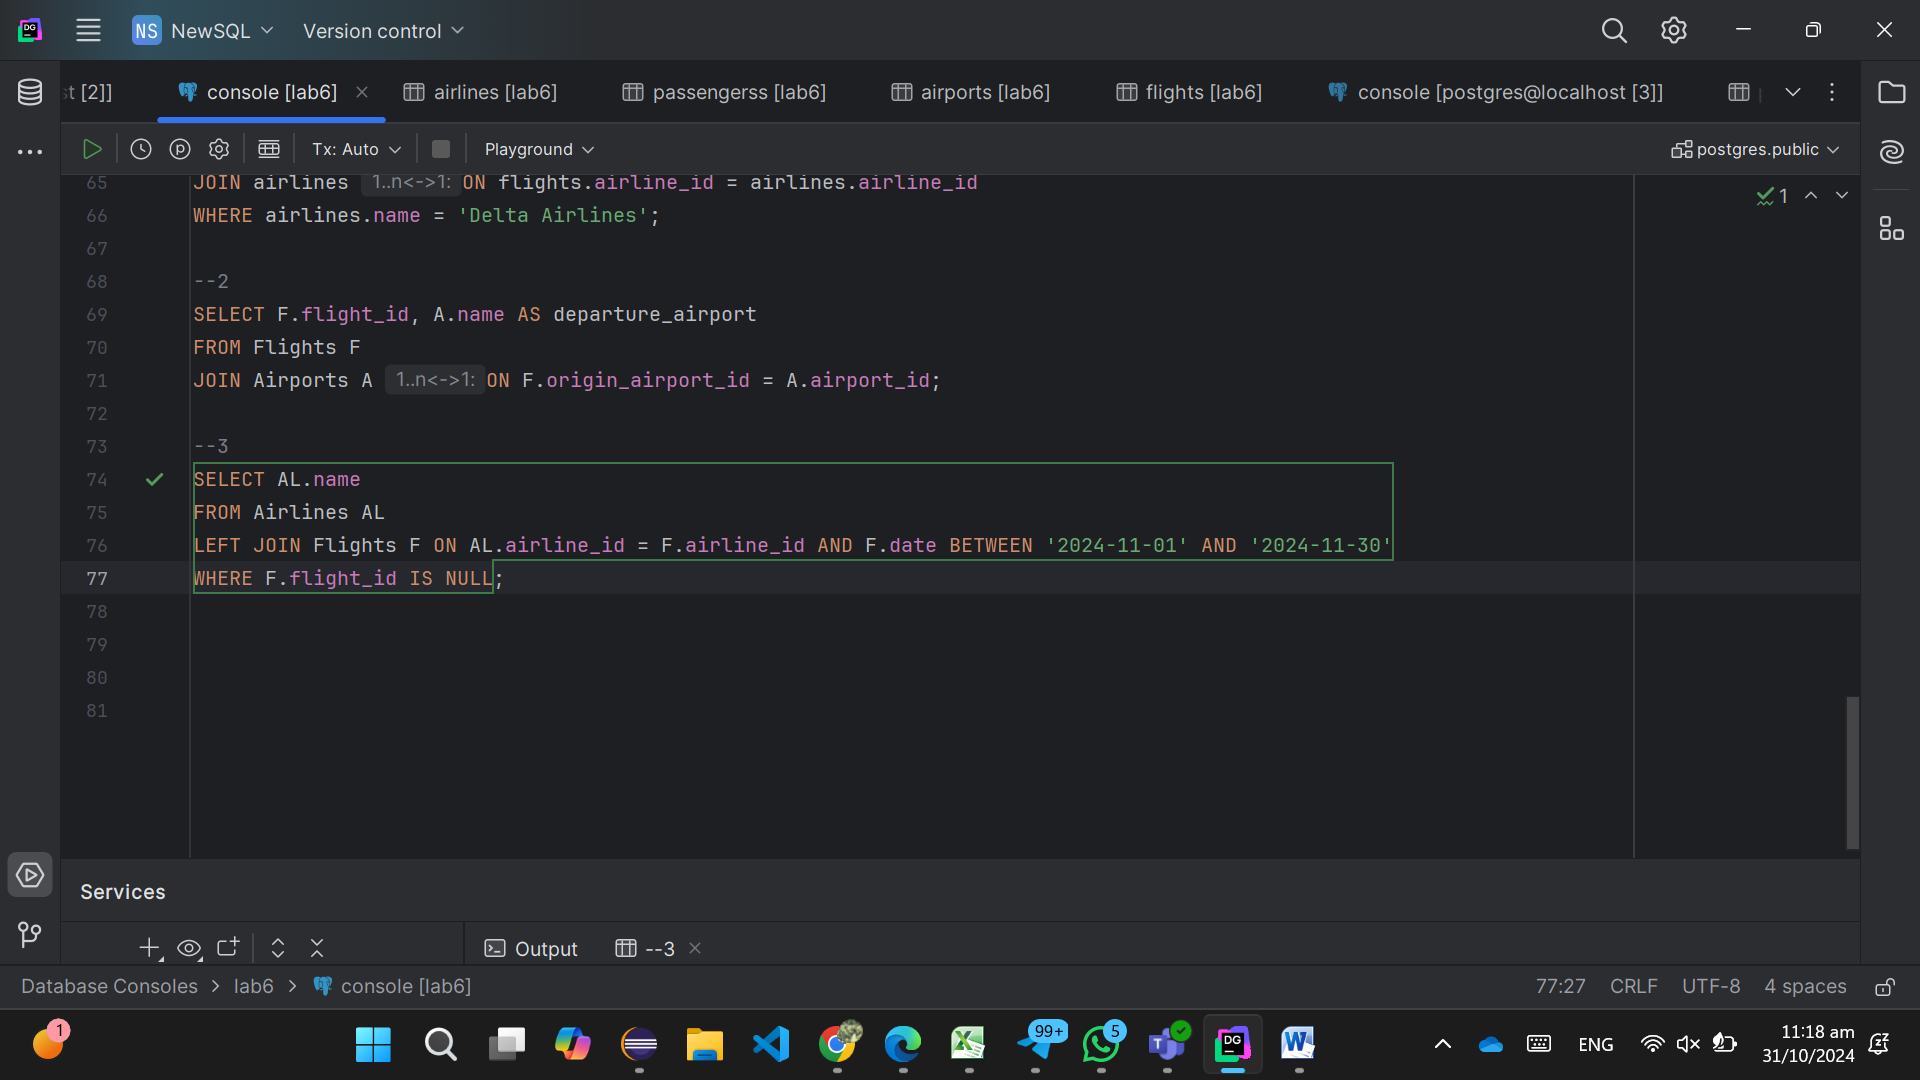 DG NS NewSQL Version control
st [2]] console [lab6] airlines [lab6] passengerss [lab6] airports [lab6] flights [lab6] console [postgres@localhost [3]]
Tx: Auto Playground postgres.public
65 JOIN airlines 1..n<->1: ON flights.airline_id = airlines.airline_id
1
66 WHERE airlines.name = 'Delta Airlines';
67
68 --2
69 SELECT F.flight_id, A.name AS departure_airport
70 FROM Flights F
71 JOIN Airports A 1..n<->1: ON F.origin_airport_id = A.airport_id;
72
73 --3
74 SELECT AL.name
75 FROM Airlines AL
76 LEFT JOIN Flights F ON AL.airline_id = F.airline_id AND F.date BETWEEN '2024-11-01' AND '2024-11-30'
77 WHERE F.flight_id IS NULL;
78
79
80
81
Services
Output --3
Database Consoles > lab6 > console [lab6] 77:27 CRLF UTF-8 4 spaces
1 99+ 5 T DG W ENG 11:18 am
31/10/2024